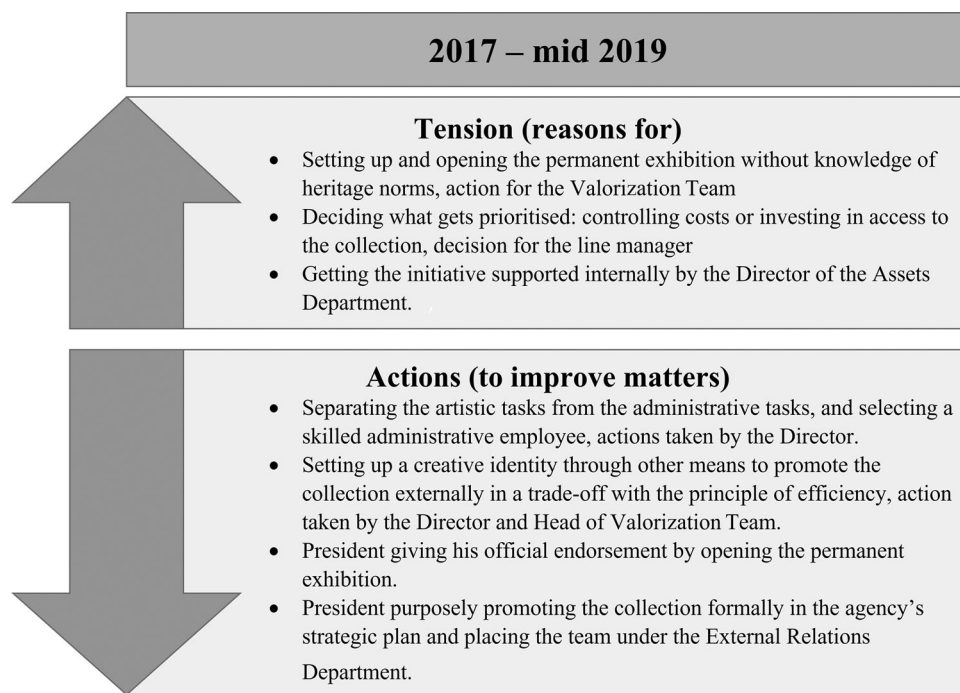 2017 – mid 2019
Tension (reasons for)
• Setting up and opening the permanent exhibition without knowledge of
heritage norms, action for the Valorization Team
• Deciding what gets prioritised: controlling costs or investing in access to
the collection, decision for the line manager
• Getting the initiative supported internally by the Director of the Assets
Department.
Actions (to improve matters)
• Separating the artistic tasks from the administrative tasks, and selecting a
skilled administrative employee, actions taken by the Director.
• Setting up a creative identity through other means to promote the
collection externally in a trade-off with the principle of efficiency, action
taken by the Director and Head of Valorization Team.
• President giving his official endorsement by opening the permanent
exhibition.
• President purposely promoting the collection formally in the agency’s
strategic plan and placing the team under the External Relations
Department.